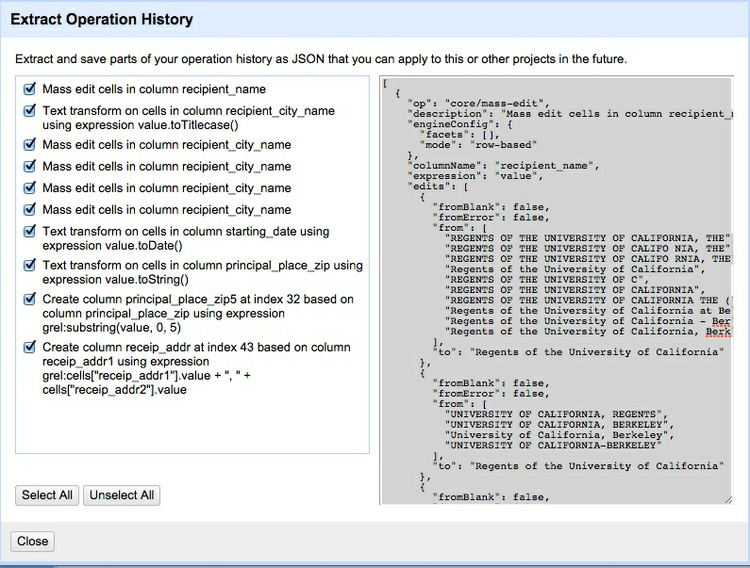 Extract Operation History
Extract and save parts of your operation history as JSON that you can apply to this or other projects in the future.
Mass edit cells in column recipient_name
Text transform on cells in column recipient_city_name
using expression value.toTitlecase()
Mass edit cells in column recipient_city_name
Mass edit cells in column recipient_city_name
Mass edit cells in column recipient_city_name
Mass edit cells in column recipient_city_name
Text transform on cells in column starting_date using
expression value.toDate()
Text transform on cells in column principal_place_zip using
expression value.toString()
Create column principal_place_zip5 at index 32 based on
column principal_place_zip using expression
grel:substring(value, 0, 5)
Create column receip_addr at index 43 based on column
receip_addr1 using expression
grel:cells["receip_addr1"].value + ", " +
cells["receip_addr2"].value
[
{
"op": "core/mass-edit",
"description": "Mass edit cells in column recipient_
"engineConfig": {
"facets": [],
"mode": "row-based"
},
"columnName": "recipient_name",
"expression": "value",
"edits": [
{
"fromBlank": false,
"fromError": false,
"from": [
"REGENTS OF THE UNIVERSITY OF CALIFORNIA, THE"
"REGENTS OF THE UNIVERSITY OF CALIFO NIA, THE"
"REGENTS OF THE UNIVERSITY OF CALIFO RNIA, THE
"Regents of the University of California",
"REGENTS OF THE UNIVERSITY OF C",
"REGENTS OF THE UNIVERSITY OF CALIFORNIA",
"REGENTS OF THE UNIVERSITY OF CALIFORNIA THE (
"Regents of the University of California at Be
"Regents of the University of California - Ber
"Regents of the University of California, Berk
],
"to": "Regents of the University of California"
},
{
"fromBlank": false,
"fromError": false,
"from": [
"UNIVERSITY OF CALIFORNIA, REGENTS",
"UNIVERSITY OF CALIFORNIA, BERKELEY",
"University of California, Berkeley",
"UNIVERSITY OF CALIFORNIA-BERKELEY"
],
"to": "Regents of the University of California"
},
{
"fromBlank": false,
Select All
Unselect All
Close